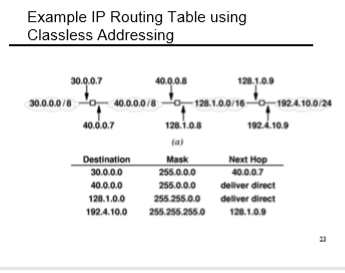 Example IP Routing Table using
Classless Addressing
30.0.0.7 40.0.0.8 128.1.0.9
30.0.0.0 / 8 40.0.0.0 / 8 128.1.0.0/16 192.4.10.0/24
40.0.0.7 128.1.0.8 192.4.10.9
(a)
Destination Mask Next Hop
30.0.0.0 255.0.0.0 40.0.0.7
40.0.0.0 255.0.0.0 deliver direct
128.1.0.0 255.255.0.0 deliver direct
192.4.10.0 255.255.255.0 128.1.0.9
23